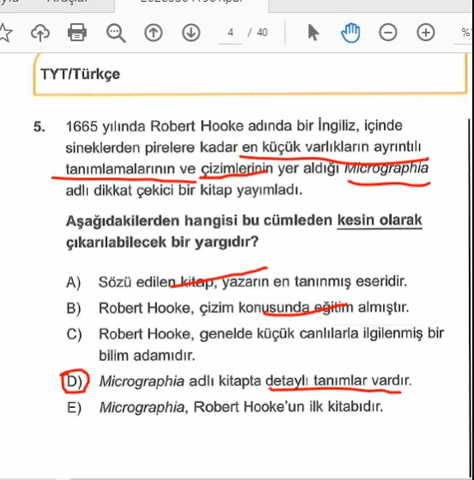 4 / 40
%
TYT/Türkçe
5. 1665 yılında Robert Hooke adında bir İngiliz, içinde
sineklerden pirelere kadar en küçük varlıkların ayrıntılı
tanımlamalarının ve çizimlerinin yer aldığı Micrographia
adlı dikkat çekici bir kitap yayımladı.
Aşağıdakilerden hangisi bu cümleden kesin olarak
çıkarılabilecek bir yargıdır?
A) Sözü edilen kitap, yazarın en tanınmış eseridir.
B) Robert Hooke, çizim konusunda eğitim almıştır.
C) Robert Hooke, genelde küçük canlılarla ilgilenmiş bir
bilim adamıdır.
D) Micrographia adlı kitapta detaylı tanımlar vardır.
E) Micrographia, Robert Hooke'un ilk kitabıdır.